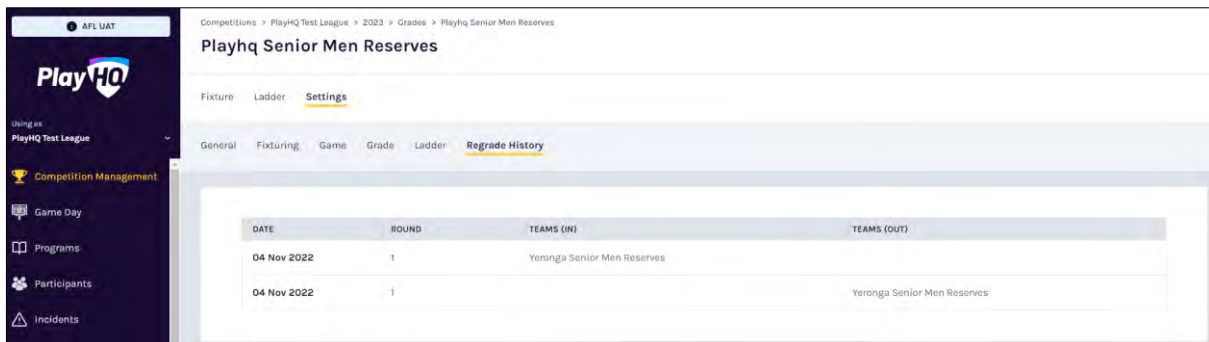 AFL UAT
PlayHQ
Using as
PlayHQ Test League
Competition Management
Game Day
Programs
Participants
Incidents
Competitions > PlayHQ Test League > 2023 > Grades > Playhq Senior Men Reserves
Playhq Senior Men Reserves
Fixture Ladder Settings
General Fixturing Game Grade Ladder Regrade History
DATE ROUND TEAMS (IN) TEAMS (OUT)
04 Nov 2022 1 Yeronga Senior Men Reserves
04 Nov 2022 1 Yeronga Senior Men Reserves